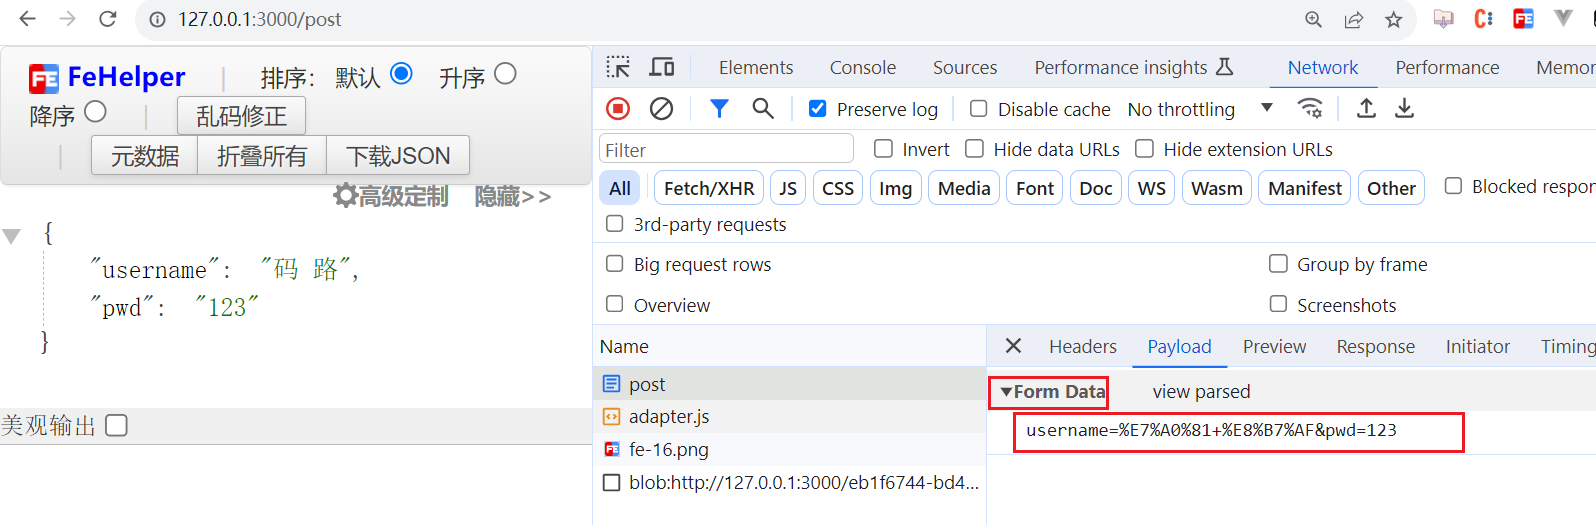 127.0.0.1:3000/post
FeHelper | 排序: 默认 升序
降序 | 乱码修正
| 元数据 折叠所有 下载JSON
高级定制 隐藏>>
{
"username": "码 路",
"pwd": "123"
}
美观输出
Elements Console Sources Performance insights Network Performance Memor
Preserve log Disable cache No throttling
Filter Invert Hide data URLs Hide extension URLs
All Fetch/XHR JS CSS Img Media Font Doc WS Wasm Manifest Other Blocked respon
3rd-party requests
Big request rows Group by frame
Overview Screenshots
Name
post
adapter.js
fe-16.png
blob:http://127.0.0.1:3000/eb1f6744-bd4...
Headers Payload Preview Response Initiator Timing
▼Form Data view parsed
username=%E7%A0%81+%E8%B7%AF&pwd=123